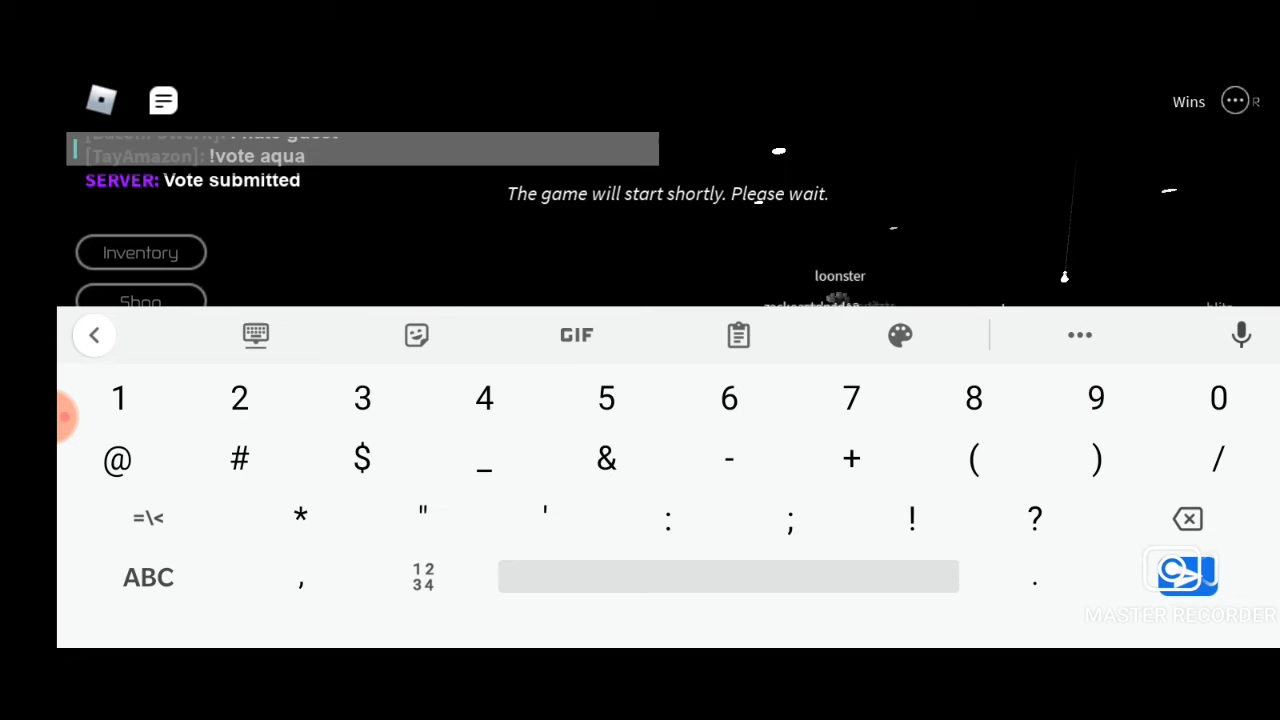 Wins
R
[TayAmazon]: !vote aqua
SERVER: Vote submitted
The game will start shortly. Please wait.
Inventory
Shop
loonster
GIF
1 2 3 4 5 6 7 8 9 0
@ # $ _ & - + ( ) /
=\< * " ' : ; ! ?
ABC , 12 34 .
MASTER RECORDER